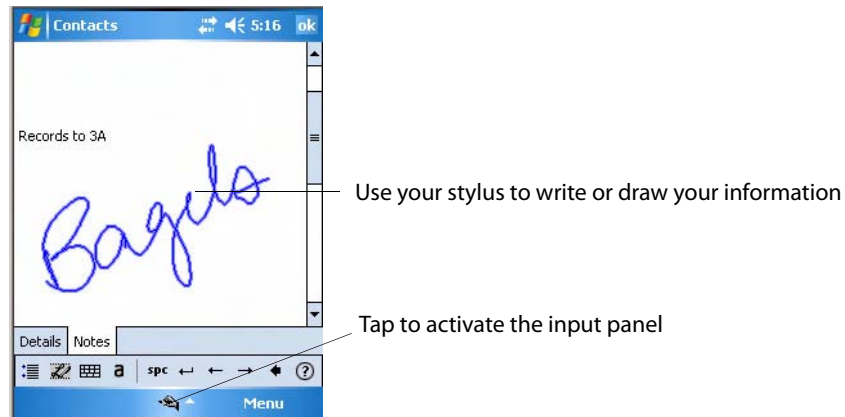 Contacts 5:16 ok
Records to 3A
Bagels
Use your stylus to write or draw your information
Tap to activate the input panel
Details Notes
a spc ?
Menu